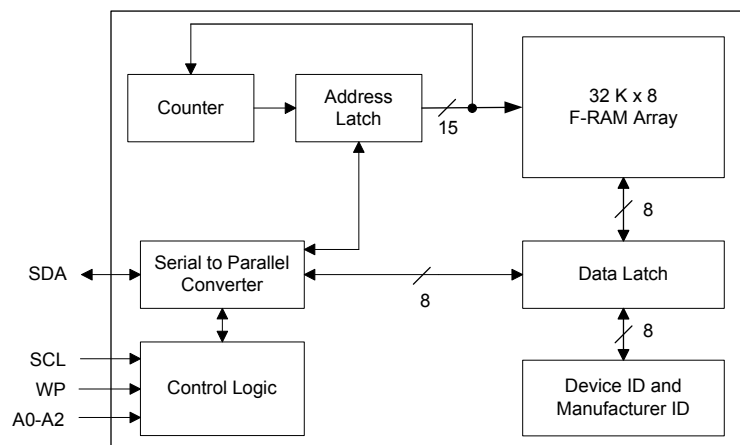 Counter
Address
Latch
15
32 K x 8
F-RAM Array
8
SDA
Serial to Parallel
Converter
8
Data Latch
8
SCL
WP
A0-A2
Control Logic
Device ID and
Manufacturer ID